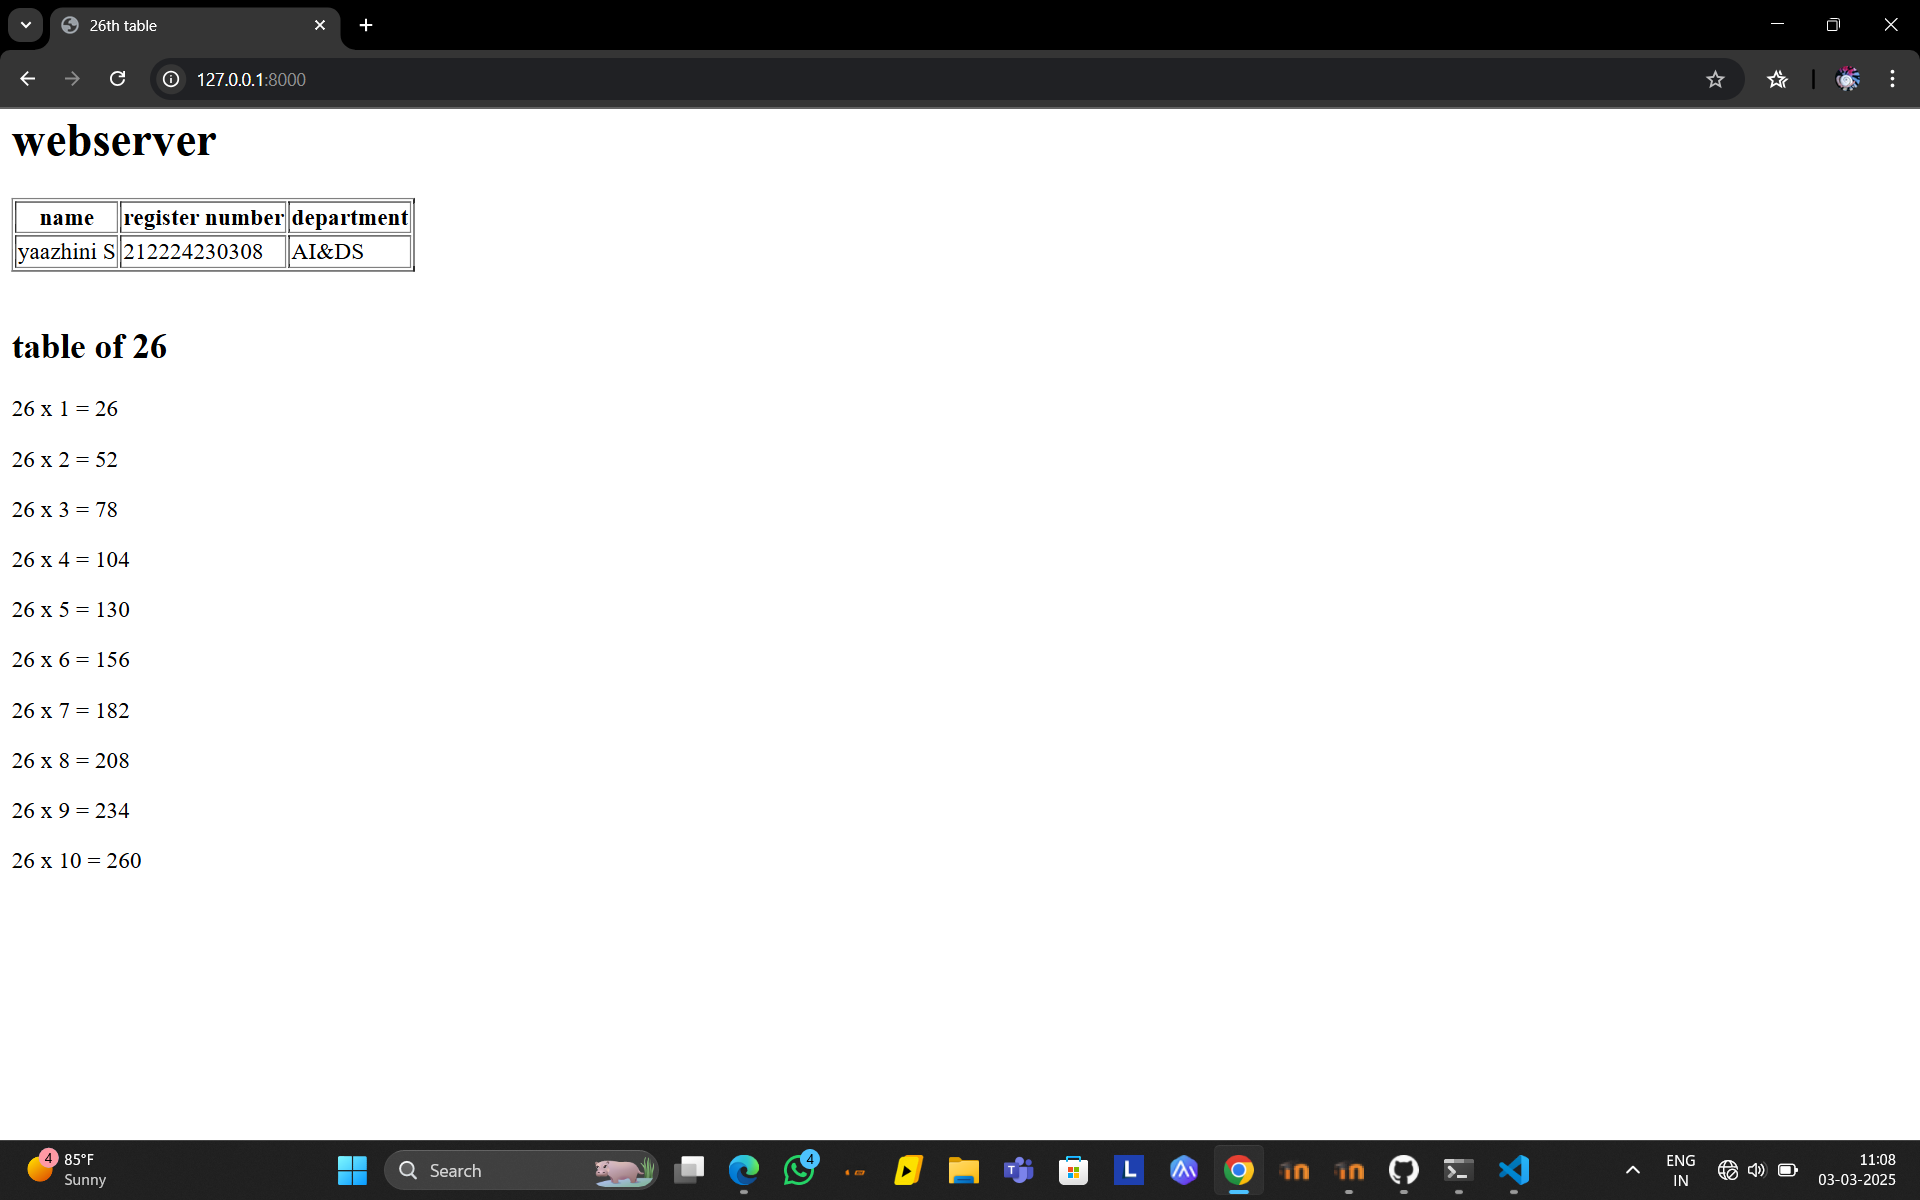 26th table
127.0.0.1:8000
webserver
name register number department
yaazhini S 212224230308 AI&DS
table of 26
26 x 1 = 26
26 x 2 = 52
26 x 3 = 78
26 x 4 = 104
26 x 5 = 130
26 x 6 = 156
26 x 7 = 182
26 x 8 = 208
26 x 9 = 234
26 x 10 = 260
4 85°F
Sunny
Search
4
T
L
in
in
ENG
IN
11:08
03-03-2025